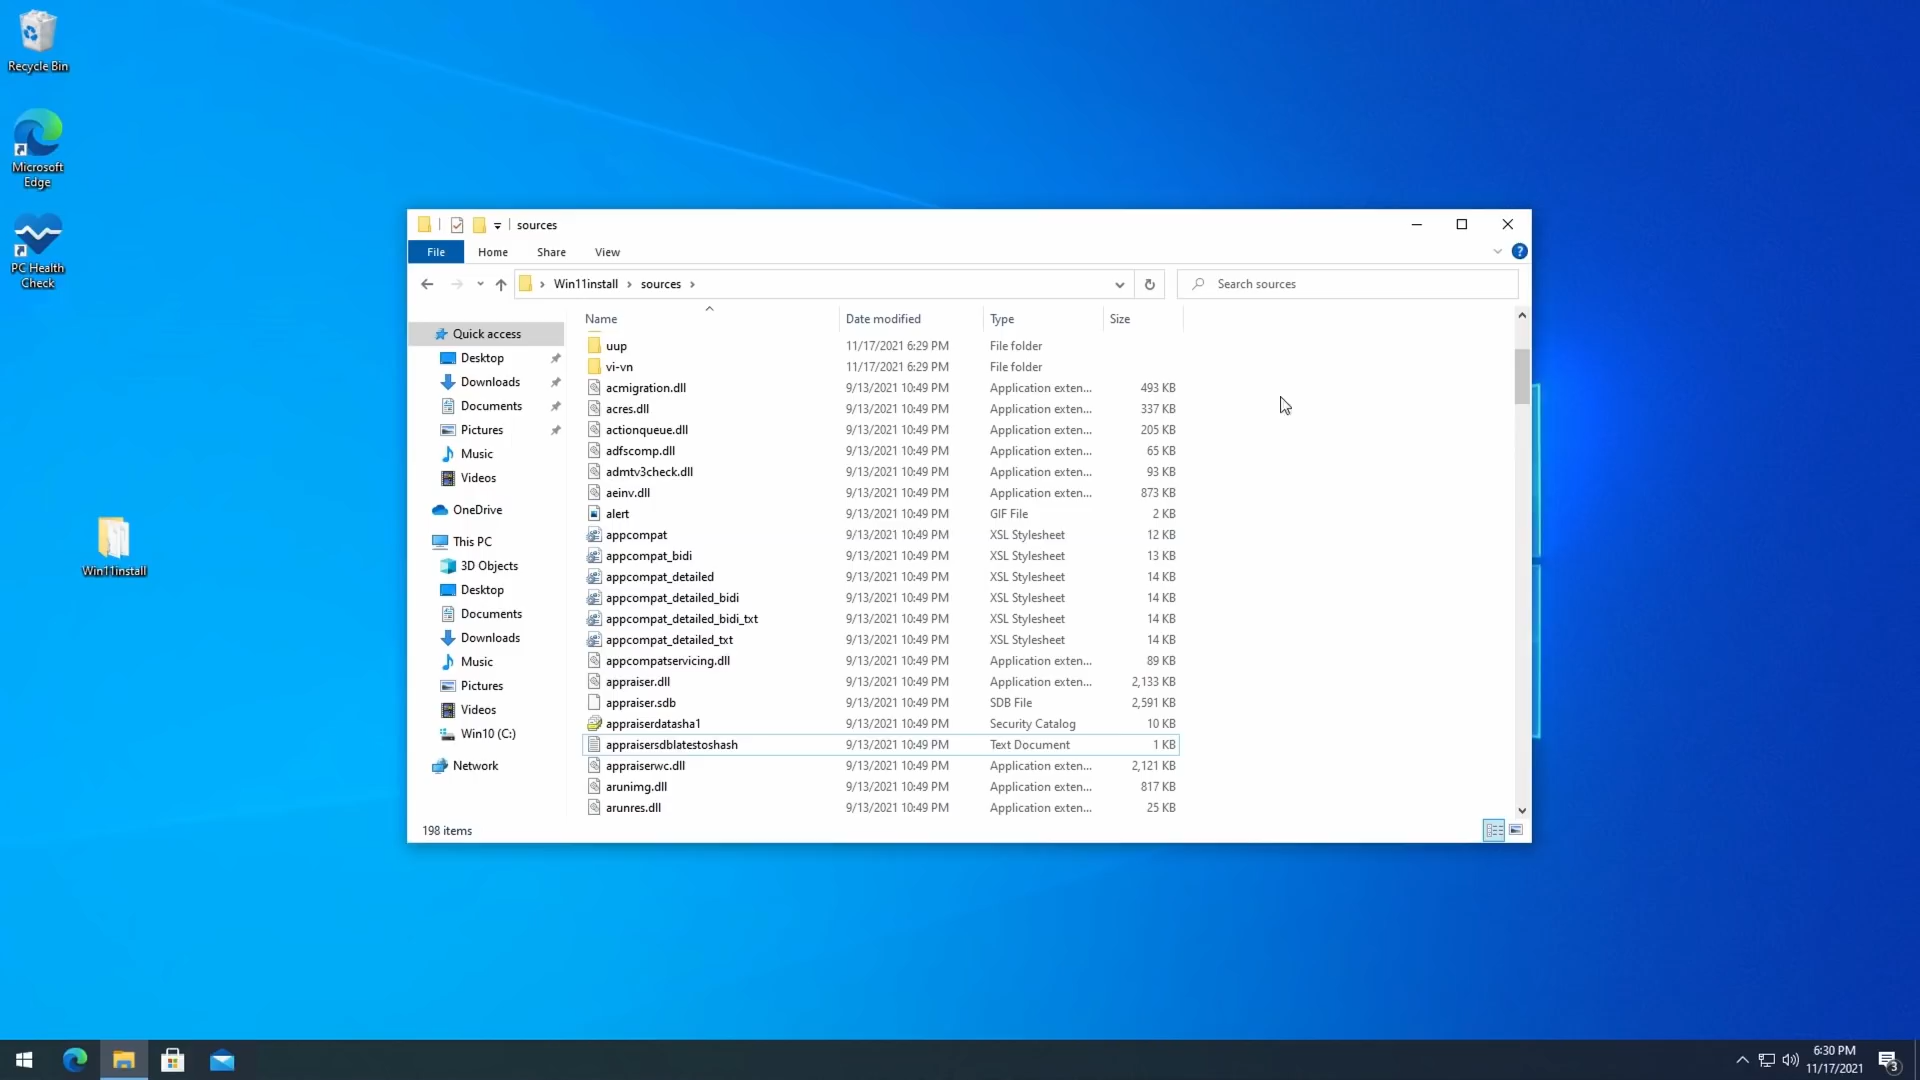 Recycle Bin
Microsoft
Edge
PC Health
Check
Win11install
sources
File Home Share View
Win11install sources
Search sources
Name Date modified Type Size
Quick access
Desktop
Downloads
Documents
Pictures
Music
Videos
OneDrive
This PC
3D Objects
Desktop
Documents
Downloads
Music
Pictures
Videos
Win10 (C:)
Network
uup 11/17/2021 6:29 PM File folder
vi-vn 11/17/2021 6:29 PM File folder
acmigration.dll 9/13/2021 10:49 PM Application exten... 493 KB
acres.dll 9/13/2021 10:49 PM Application exten... 337 KB
actionqueue.dll 9/13/2021 10:49 PM Application exten... 205 KB
adfscomp.dll 9/13/2021 10:49 PM Application exten... 65 KB
admtv3check.dll 9/13/2021 10:49 PM Application exten... 93 KB
aeinv.dll 9/13/2021 10:49 PM Application exten... 873 KB
alert 9/13/2021 10:49 PM GIF File 2 KB
appcompat 9/13/2021 10:49 PM XSL Stylesheet 12 KB
appcompat_bidi 9/13/2021 10:49 PM XSL Stylesheet 13 KB
appcompat_detailed 9/13/2021 10:49 PM XSL Stylesheet 14 KB
appcompat_detailed_bidi 9/13/2021 10:49 PM XSL Stylesheet 14 KB
appcompat_detailed_bidi_txt 9/13/2021 10:49 PM XSL Stylesheet 14 KB
appcompat_detailed_txt 9/13/2021 10:49 PM XSL Stylesheet 14 KB
appcompatservicing.dll 9/13/2021 10:49 PM Application exten... 89 KB
appraiser.dll 9/13/2021 10:49 PM Application exten... 2,133 KB
appraiser.sdb 9/13/2021 10:49 PM SDB File 2,591 KB
appraiserdatasha1 9/13/2021 10:49 PM Security Catalog 10 KB
appraisersdblatestoshash 9/13/2021 10:49 PM Text Document 1 KB
appraiserwc.dll 9/13/2021 10:49 PM Application exten... 2,121 KB
arunimg.dll 9/13/2021 10:49 PM Application exten... 817 KB
arunres.dll 9/13/2021 10:49 PM Application exten... 25 KB
198 items
6:30 PM
11/17/2021
3